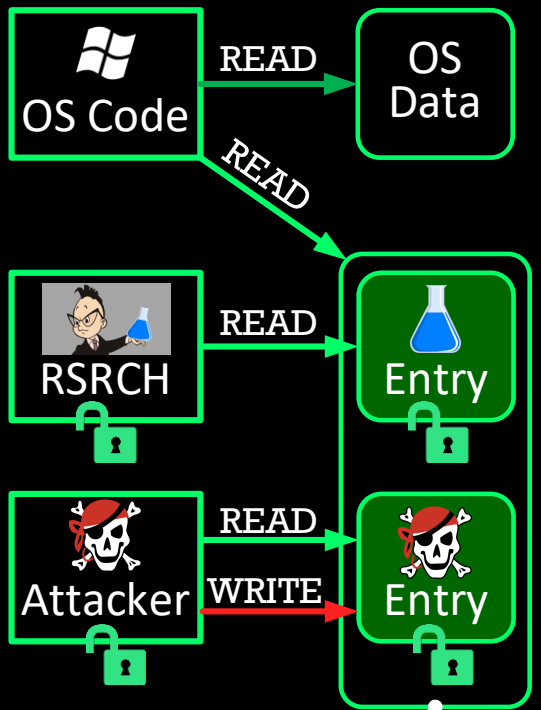 READ
OS Code
OS
Data
READ
READ
RSRCH
Entry
READ
Attacker
WRITE
Entry